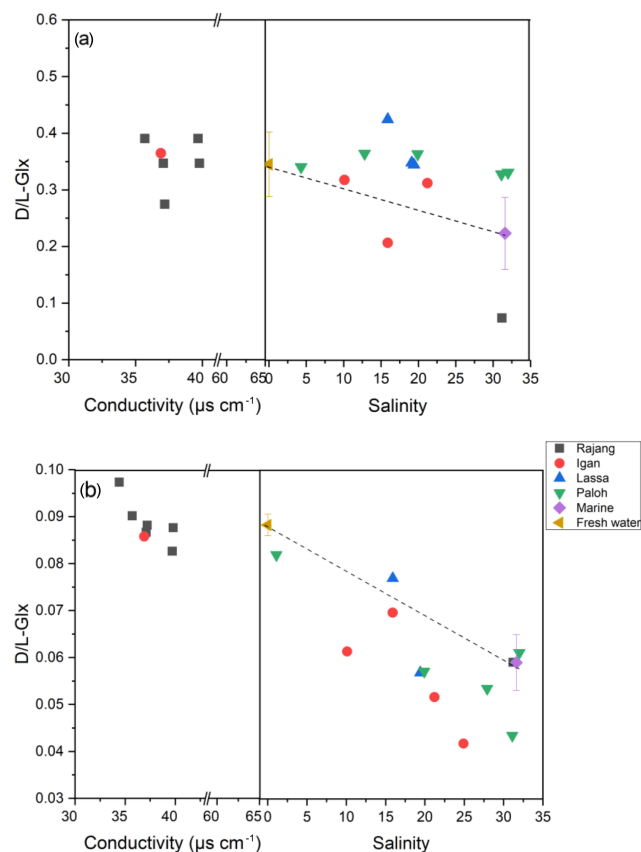 (a)
0.6
0.5
0.4
0.3
0.2
0.1
0.0
D/L-Glx
30 35 40 60 65 0 5 10 15 20 25 30 35
Conductivity (μs cm⁻¹) Salinity
Rajang
Igan
Lassa
Paloh
Marine
Fresh water
(b)
0.10
0.09
0.08
0.07
0.06
0.05
0.04
0.03
D/L-Glx
30 35 40 60 65 0 5 10 15 20 25 30 35
Conductivity (μs cm⁻¹) Salinity